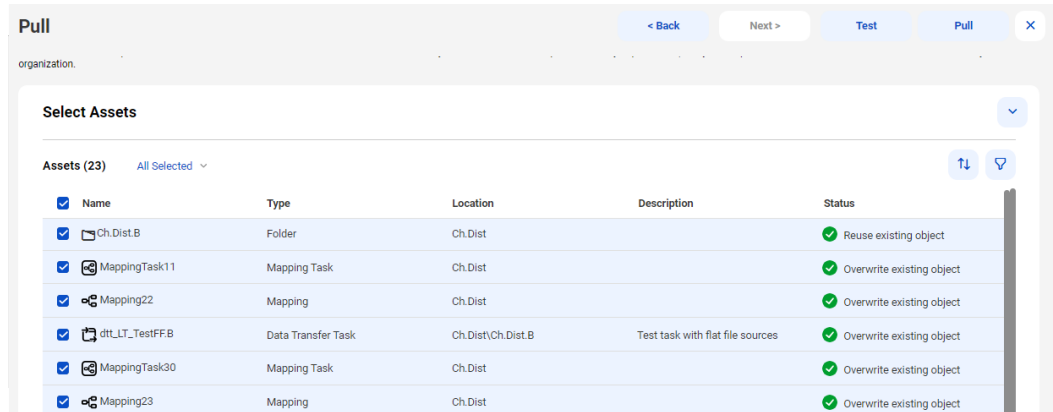 Pull
< Back
Next >
Test
Pull
organization.
Select Assets
Assets (23) All Selected
Name Type Location Description Status
Ch.Dist.B Folder Ch.Dist Reuse existing object
MappingTask11 Mapping Task Ch.Dist Overwrite existing object
Mapping22 Mapping Ch.Dist Overwrite existing object
dtt_LT_TestFF.B Data Transfer Task Ch.Dist\Ch.Dist.B Test task with flat file sources Overwrite existing object
MappingTask30 Mapping Task Ch.Dist Overwrite existing object
Mapping23 Mapping Ch.Dist Overwrite existing object